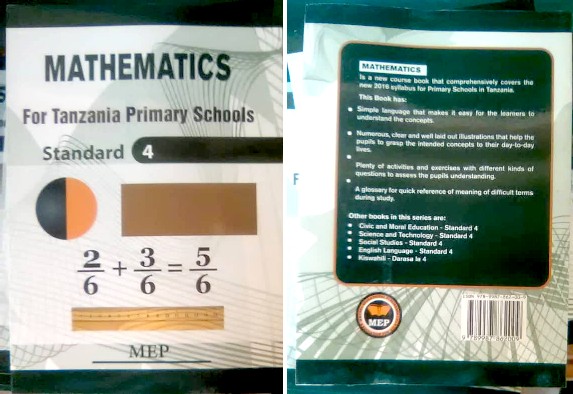 MATHEMATICS
For Tanzania Primary Schools
Standard 4
2/6 + 3/6 = 5/6
MEP
MATHEMATICS
Is a new course book that comprehensively covers the
new 2016 syllabus for Primary Schools in Tanzania.
This Book has:
Simple language that makes it easy for the learners to
understand the concepts.
Numerous, clear and well laid out illustrations that help the
pupils to grasp the intended concepts to their day-to-day
lives.
Plenty of activities and exercises with different kinds of
questions to assess the pupils understanding.
A glossary for quick reference of meaning of difficult terms
during study.
Other books in this series are:
Civic and Moral Education - Standard 4
Science and Technology - Standard 4
Social Studies - Standard 4
English Language - Standard 4
Kiswahili - Darasa la 4
MEP